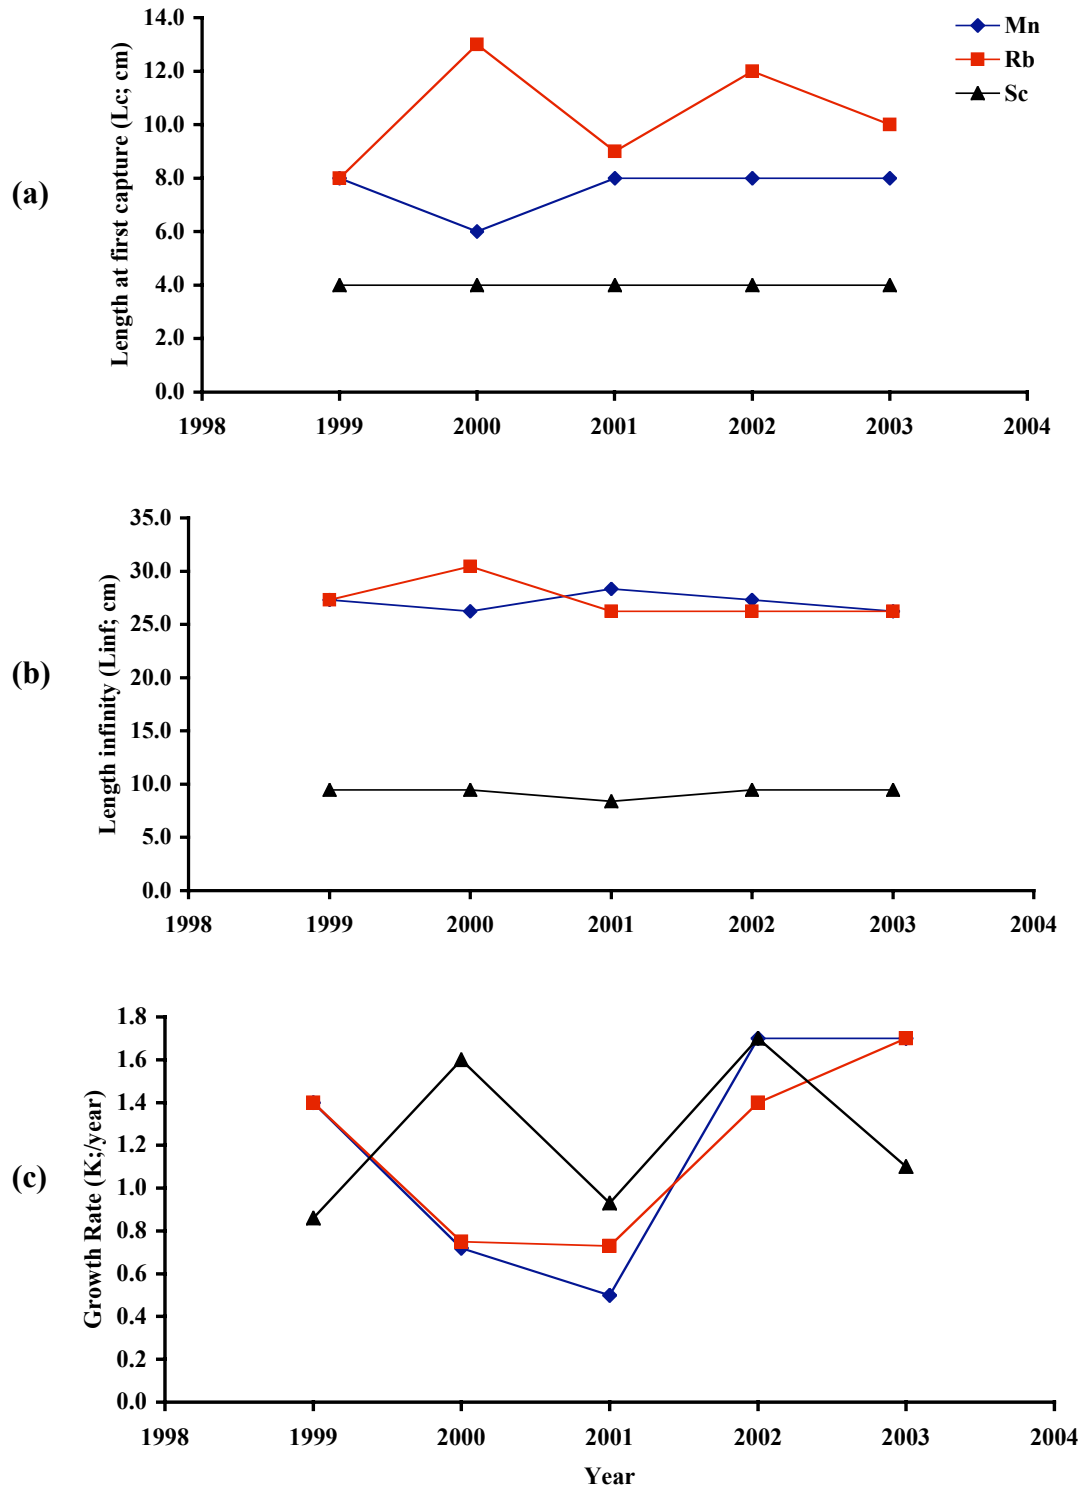 (a)
Length at first capture (Lc; cm)
14.0
12.0
10.0
8.0
6.0
4.0
2.0
0.0
1998 1999 2000 2001 2002 2003 2004
Mn
Rb
Sc
(b)
Length infinity (Linf; cm)
35.0
30.0
25.0
20.0
15.0
10.0
5.0
0.0
1998 1999 2000 2001 2002 2003 2004
(c)
Growth Rate (K;/year)
1.8
1.6
1.4
1.2
1.0
0.8
0.6
0.4
0.2
0.0
1998 1999 2000 2001 2002 2003 2004
Year